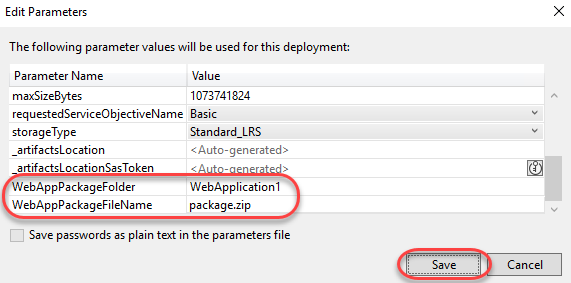 Edit Parameters
The following parameter values will be used for this deployment:
Parameter Name Value
maxSizeBytes 1073741824
requestedServiceObjectiveName Basic
storageType Standard_LRS
_artifactsLocation <Auto-generated>
_artifactsLocationSasToken <Auto-generated>
WebAppPackageFolder WebApplication1
WebAppPackageFileName package.zip
Save passwords as plain text in the parameters file
Save Cancel